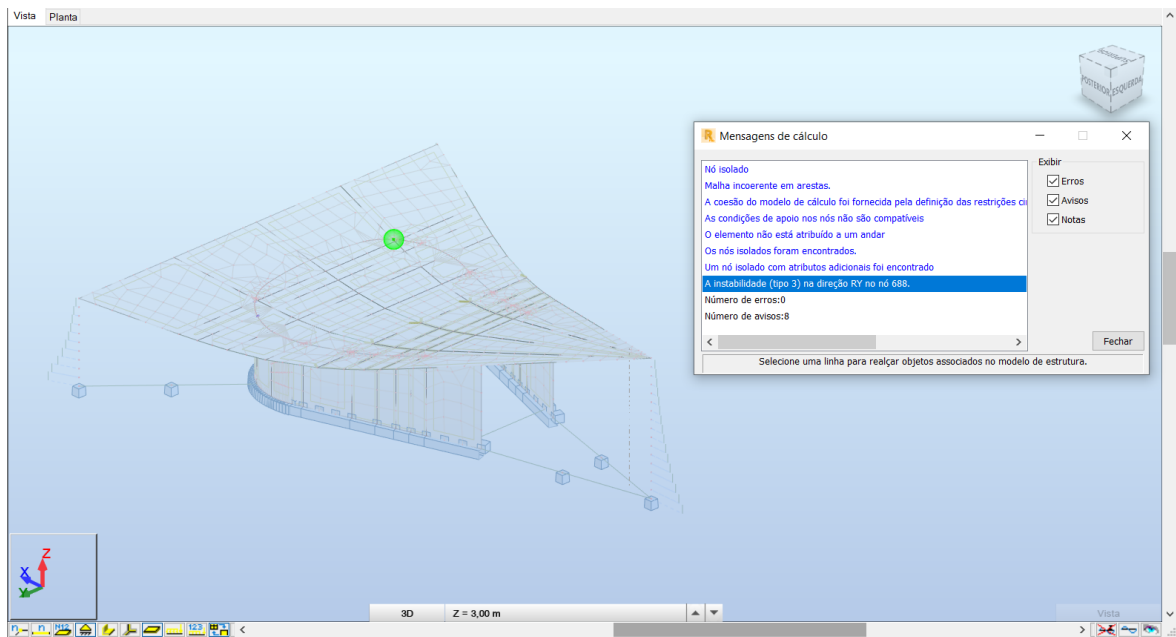 Vista Planta
POSTERIOR ESQUERDA
Mensagens de cálculo
Nó isolado
Malha incoerente em arestas.
A coesão do modelo de cálculo foi fornecida pela definição das restrições ci
As condições de apoio nos nós não são compatíveis
O elemento não está atribuído a um andar
Os nós isolados foram encontrados.
Um nó isolado com atributos adicionais foi encontrado
A instabilidade (tipo 3) na direção RY no nó 688.
Número de erros:0
Número de avisos:8
Exibir
Erros
Avisos
Notas
Fechar
Selecione uma linha para realçar objetos associados no modelo de estrutura.
Z
X
Y
3D Z = 3,00 m
Vista